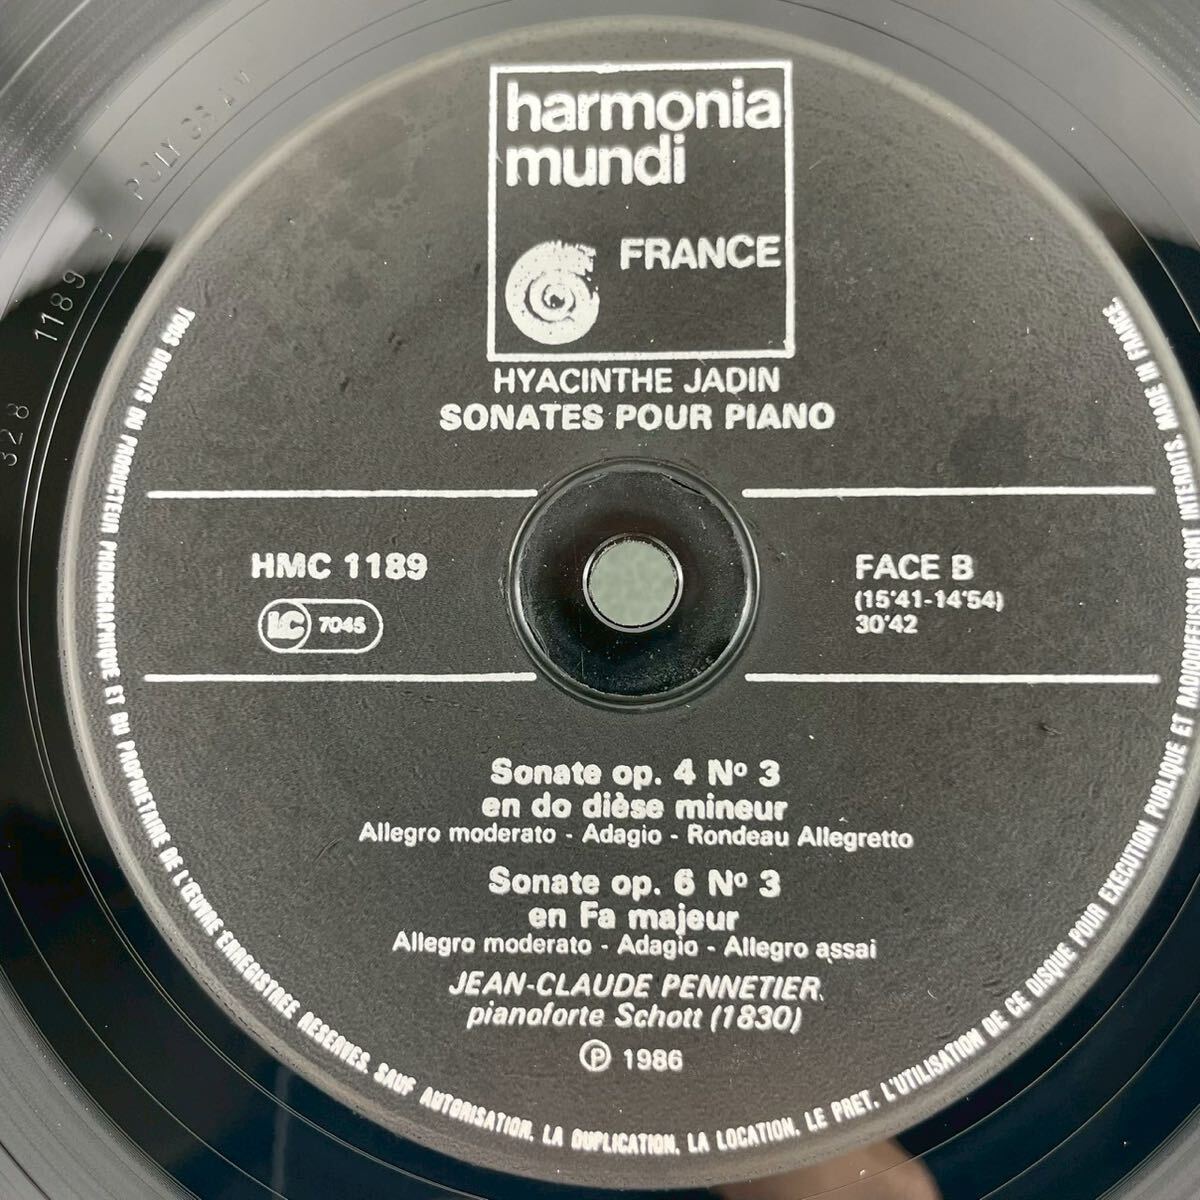 harmonia
mundi
FRANCE
HYACINTHE JADIN
SONATES POUR PIANO
HMC 1189
LC 7045
FACE B
(15'41-14'54)
30'42
Sonate op. 4 Nº 3
en do dièse mineur
Allegro moderato - Adagio - Rondeau Allegretto
Sonate op. 6 Nº 3
en Fa majeur
Allegro moderato - Adagio - Allegro assai
JEAN-CLAUDE PENNETIER,
pianoforte Schott (1830)
℗ 1986
TOUS DROITS DU PRODUCTEUR PHONOGRAPHIQUE ET DU PROPRIETAIRE DE L'ŒUVRE ENREGISTREE RESERVES. SAUF AUTORISATION, LA DUPLICATION, LA LOCATION, LE PRET, L'UTILISATION DE CE DISQUE POUR EXECUTION PUBLIQUE ET RADIODIFFUSION SONT INTERDITS. MADE IN FRANCE.
328 1189